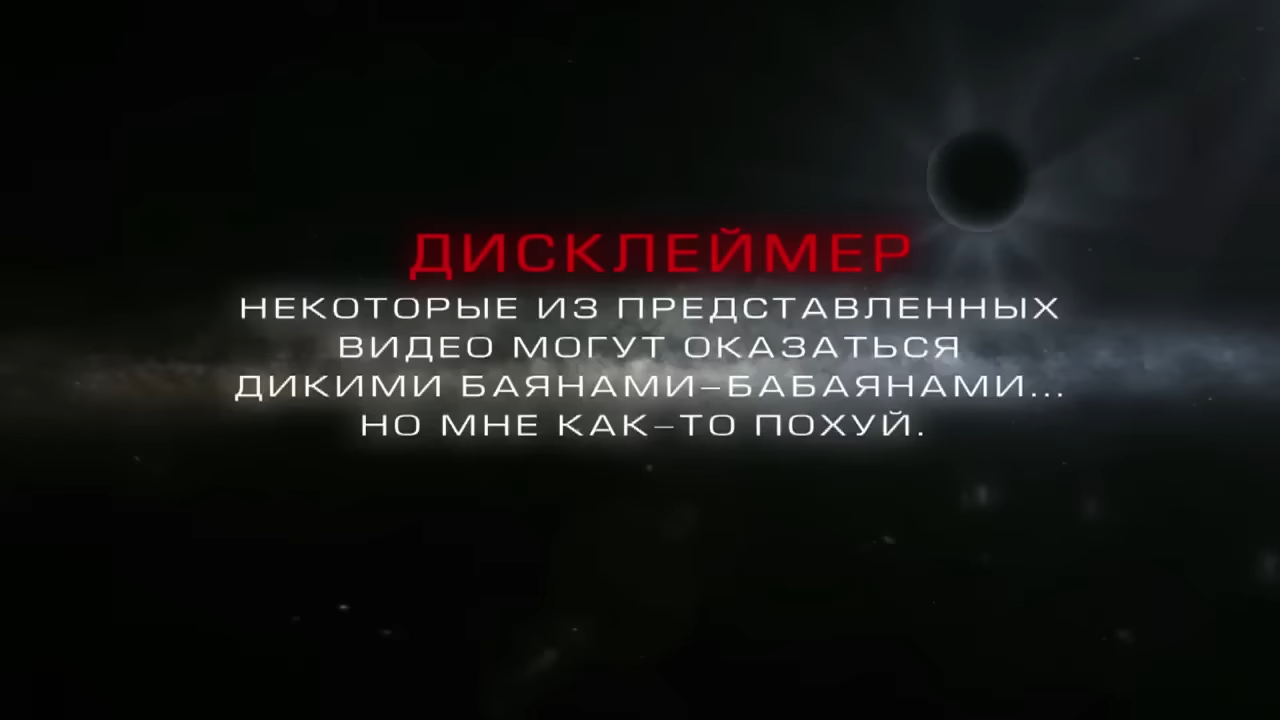 ДИСКЛЕЙМЕР
НЕКОТОРЫЕ ИЗ ПРЕДСТАВЛЕННЫХ
ВИДЕО МОГУТ ОКАЗАТЬСЯ
ДИКИМИ БАЯНАМИ–БАБАЯНАМИ...
НО МНЕ КАК–ТО ПОХУЙ.